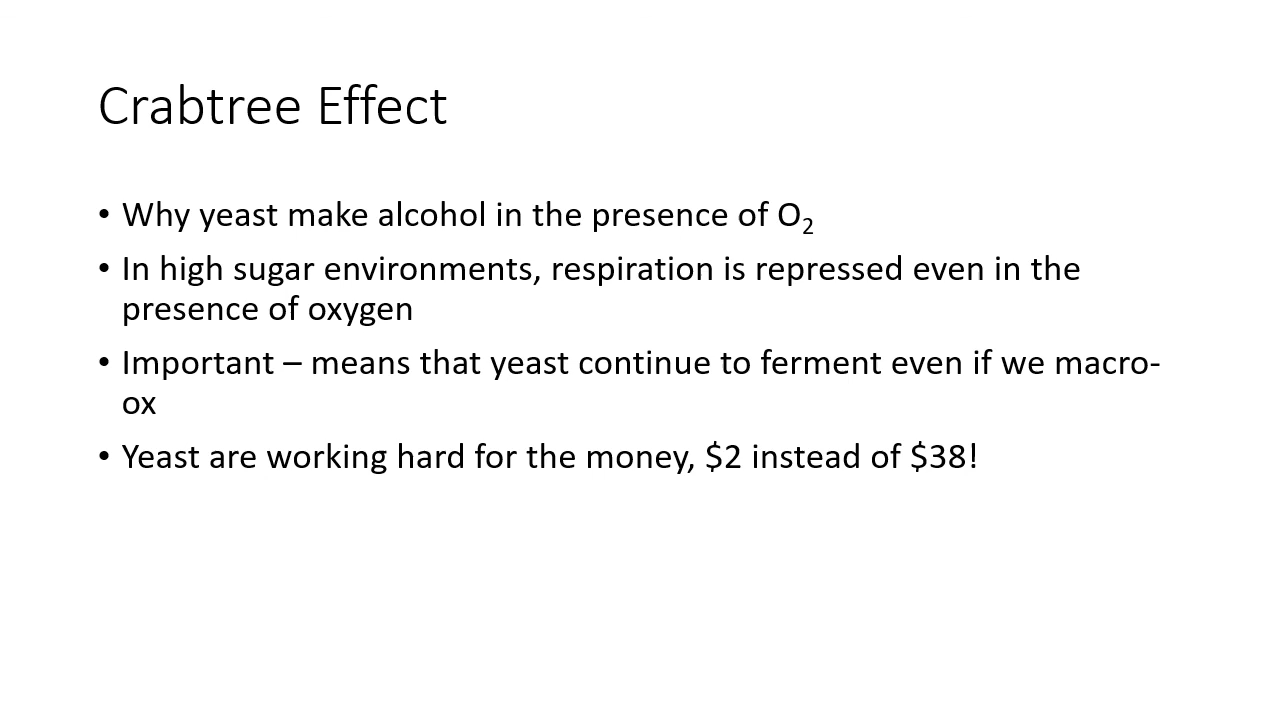 Crabtree Effect
• Why yeast make alcohol in the presence of O₂
• In high sugar environments, respiration is repressed even in the
presence of oxygen
• Important – means that yeast continue to ferment even if we macro-
ox
• Yeast are working hard for the money, $2 instead of $38!